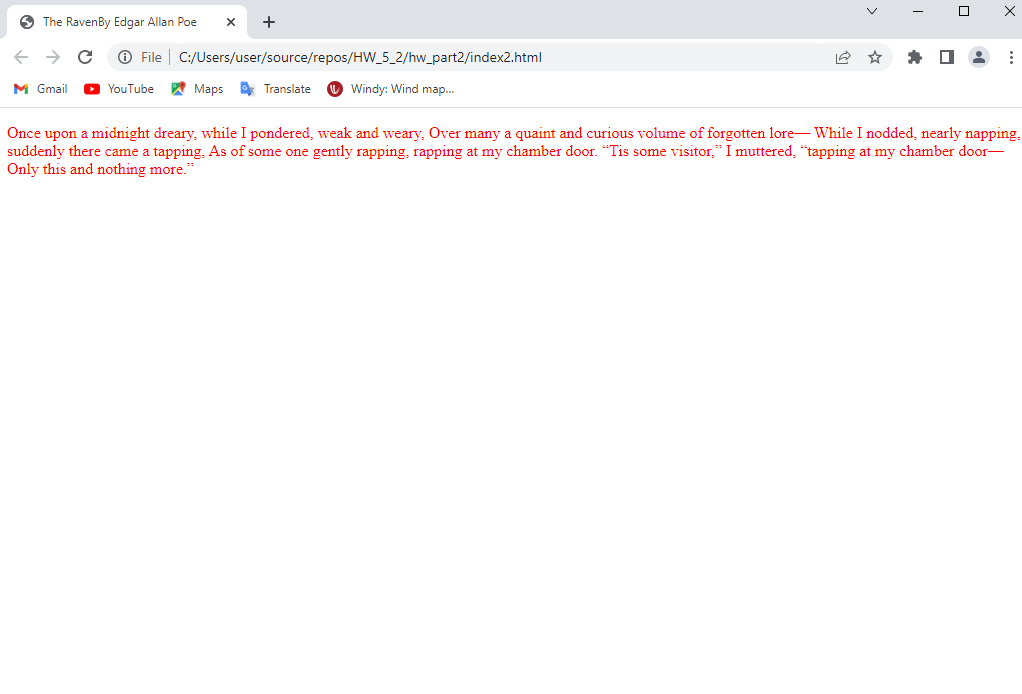 The RavenBy Edgar Allan Poe
File
C:/Users/user/source/repos/HW_5_2/hw_part2/index2.html
Gmail YouTube Maps Translate Windy: Wind map...
Once upon a midnight dreary, while I pondered, weak and weary, Over many a quaint and curious volume of forgotten lore— While I nodded, nearly napping,
suddenly there came a tapping, As of some one gently rapping, rapping at my chamber door. “Tis some visitor,” I muttered, “tapping at my chamber door—
Only this and nothing more.”